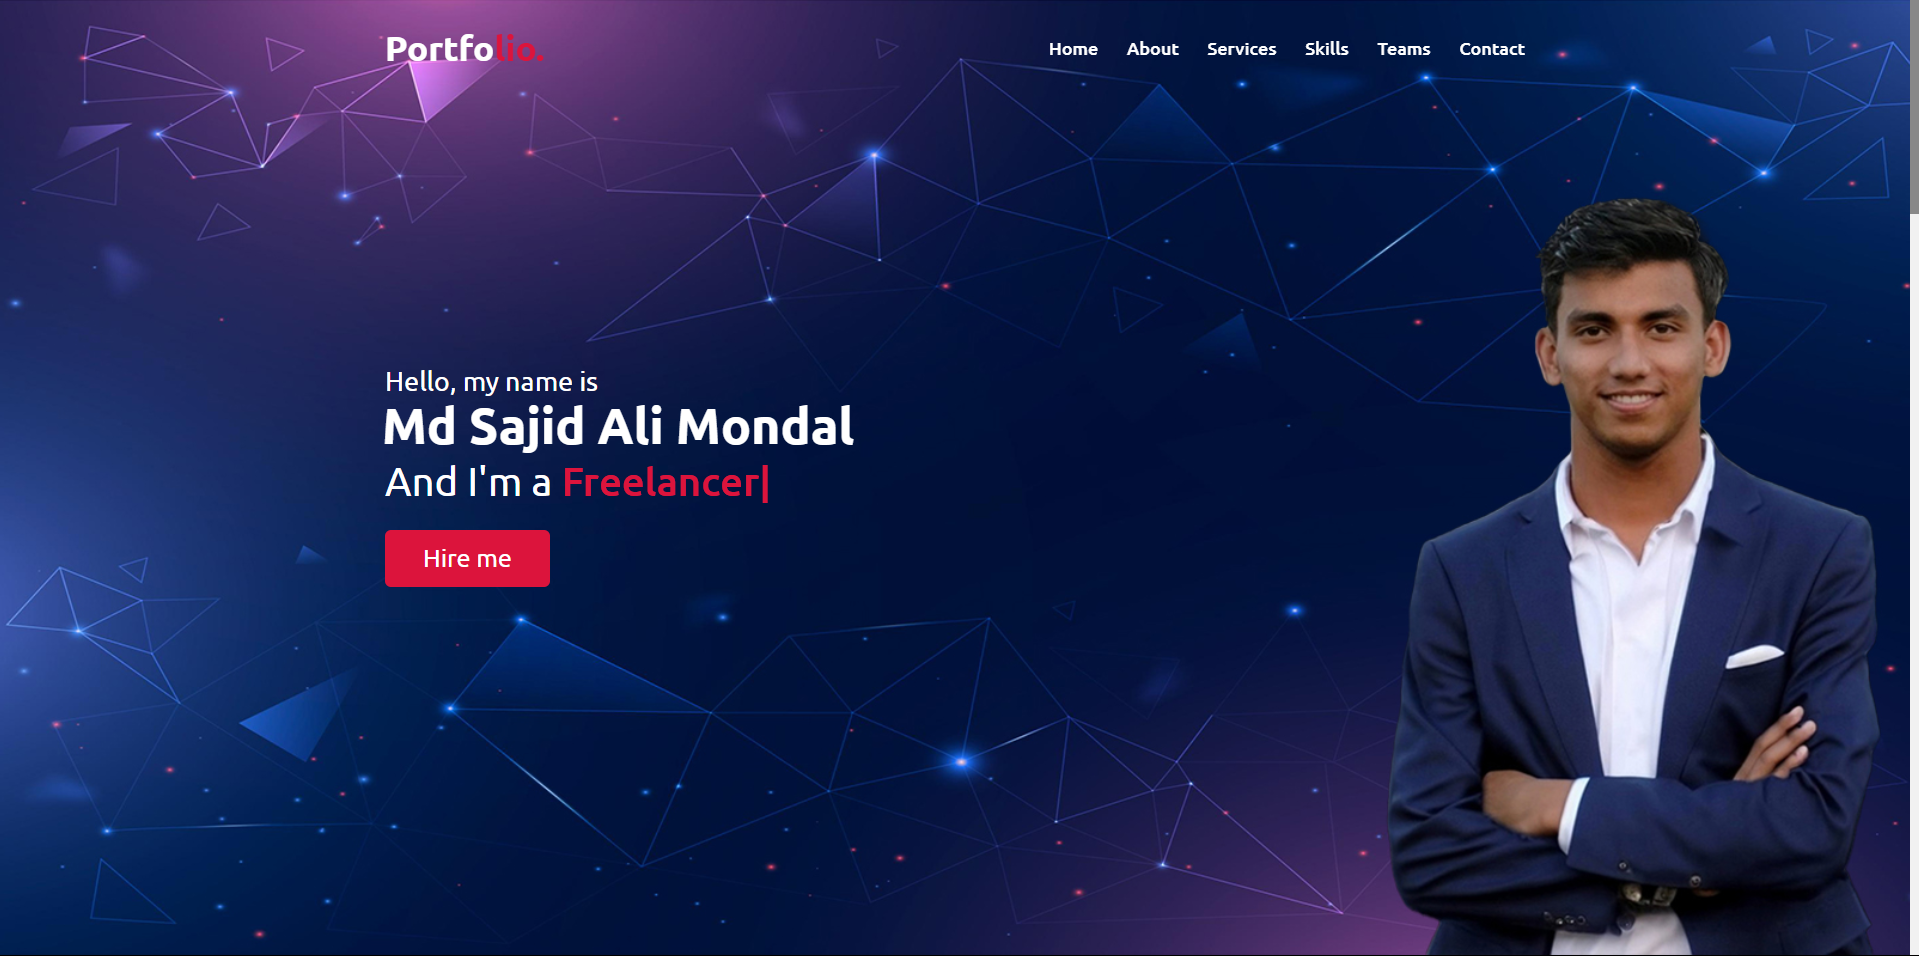 Portfolio.
Home About Services Skills Teams Contact
Hello, my name is
Md Sajid Ali Mondal
And I'm a Freelancer|
Hire me